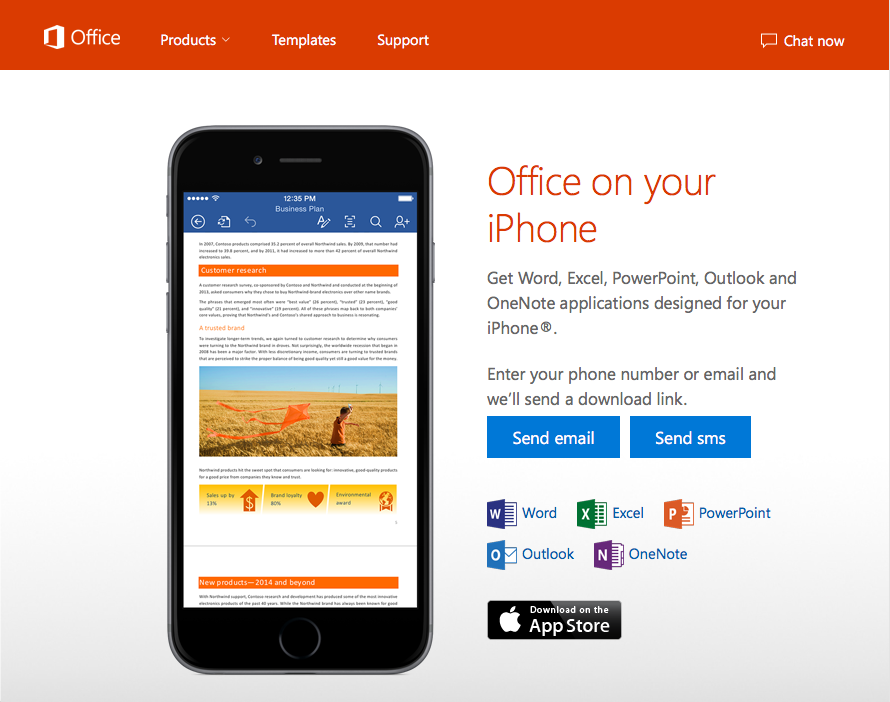 Office
Products
Templates
Support
Chat now
12:35 PM
Business Plan
In 2007, Contoso products comprised 35.2 percent of overall Northwind sales. By 2009, that number had
increased to 39.8 percent, and by 2011, it had increased to more than 42 percent of overall Northwind
electronics sales.
Customer research
A customer research survey, co-sponsored by Contoso and Northwind and conducted at the beginning of
2013, asked consumers why they chose to buy Northwind brand electronics over other name brands.
The phrases that emerged most often were "best value" (26 percent), "trusted" (23 percent), "good
quality" (21 percent), and "innovative" (19 percent). All of these phrases map back to both companies'
core values, proving that Northwind's and Contoso's shared approach to business is resonating.
A trusted brand
To investigate longer-term trends, we again turned to customer research to determine why consumers
were turning to the Northwind brand in droves. Not surprisingly, the worldwide recession that began in
2008 has been a major factor. With less discretionary income, consumers are turning to trusted brands
that are perceived to strike the proper balance of being good quality yet still a good value for the money.
Northwind products hit the sweet spot that consumers are looking for: innovative, good-quality products
for a good price from companies they know and trust.
Sales up by
13%
$
Brand loyalty
80%
Environmental
award
New products—2014 and beyond
With Northwind support, Contoso research and development has produced some of the most innovative
electronics products of the past 40 years. While the Northwind brand has always been known for good
Office on your
iPhone
Get Word, Excel, PowerPoint, Outlook and
OneNote applications designed for your
iPhone®.
Enter your phone number or email and
we'll send a download link.
Send email
Send sms
W Word
X Excel
P PowerPoint
O Outlook
N OneNote
Download on the
App Store